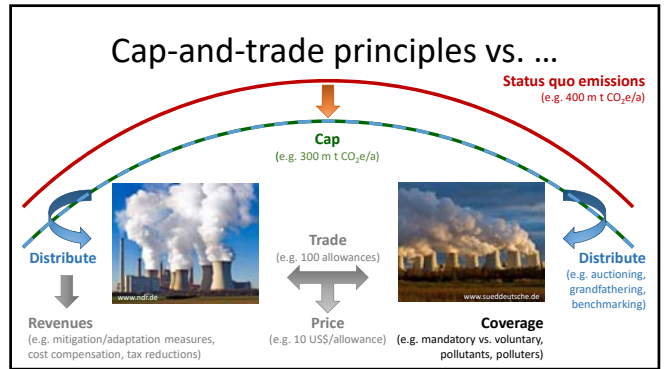 Cap-and-trade principles vs. …
Status quo emissions
(e.g. 400 m t CO₂e/a)
Cap
(e.g. 300 m t CO₂e/a)
Distribute
www.ndr.de
Trade
(e.g. 100 allowances)
www.sueddeutsche.de
Distribute
(e.g. auctioning,
grandfathering,
benchmarking)
Revenues
(e.g. mitigation/adaptation measures,
cost compensation, tax reductions)
Price
(e.g. 10 US$/allowance)
Coverage
(e.g. mandatory vs. voluntary,
pollutants, polluters)